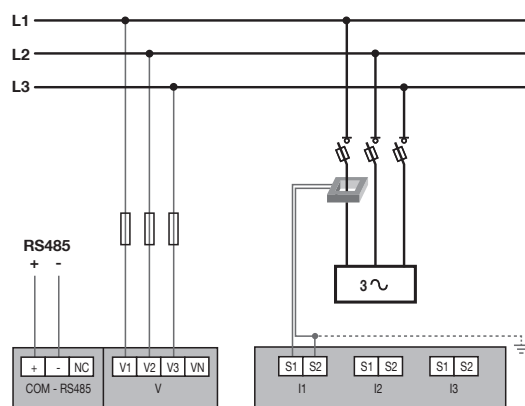 L1
L2
L3
RS485
+ -
3
+ - NC V1 V2 V3 VN S1 S2 S1 S2 S1 S2
COM - RS485 V I1 I2 I3